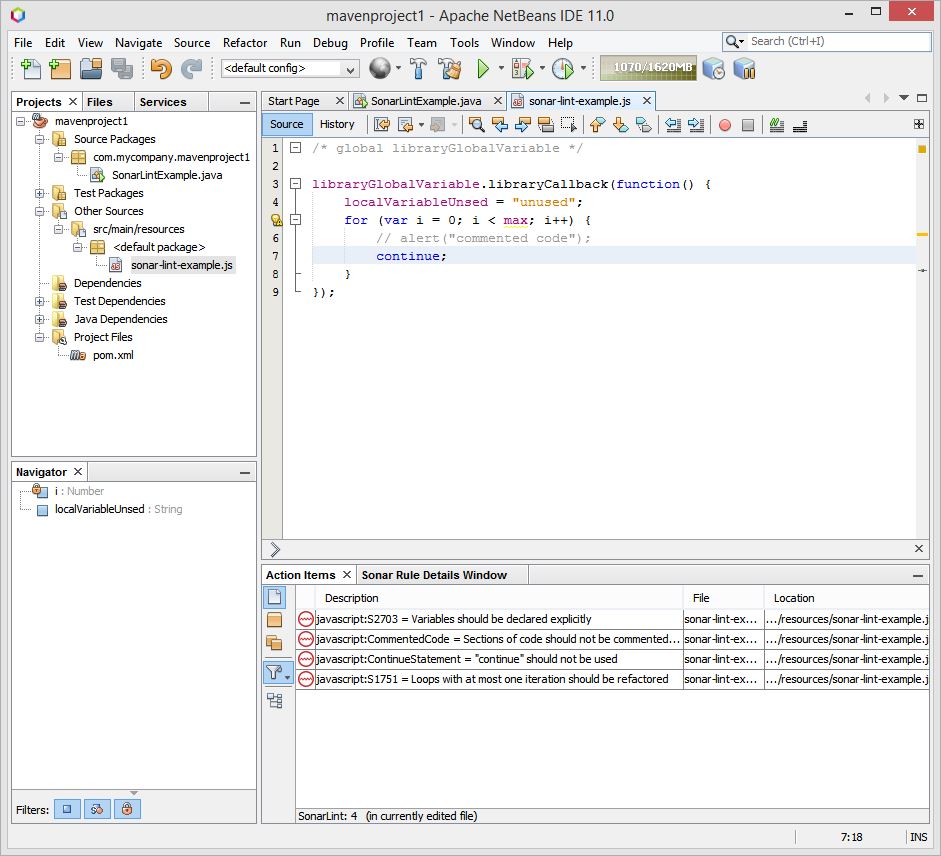 mavenproject1 - Apache NetBeans IDE 11.0
File Edit View Navigate Source Refactor Run Debug Profile Team Tools Window Help
Search (Ctrl+I)
<default config>
1070/1620MB
Projects Files Services
mavenproject1
Source Packages
com.mycompany.mavenproject1
SonarLintExample.java
Test Packages
Other Sources
src/main/resources
<default package>
sonar-lint-example.js
Dependencies
Test Dependencies
Java Dependencies
Project Files
pom.xml
Navigator
i : Number
localVariableUnsed : String
Filters:
Start Page SonarLintExample.java sonar-lint-example.js
Source History
1 /* global libraryGlobalVariable */
2
3 libraryGlobalVariable.libraryCallback(function() {
4 localVariableUnsed = "unused";
for (var i = 0; i < max; i++) {
6 // alert("commented code");
7 continue;
8 }
9 });
Action Items Sonar Rule Details Window
Description File Location
javascript:S2703 = Variables should be declared explicitly sonar-lint-ex... .../resources/sonar-lint-example.j
javascript:CommentedCode = Sections of code should not be commented... sonar-lint-ex... .../resources/sonar-lint-example.j
javascript:ContinueStatement = "continue" should not be used sonar-lint-ex... .../resources/sonar-lint-example.j
javascript:S1751 = Loops with at most one iteration should be refactored sonar-lint-ex... .../resources/sonar-lint-example.j
SonarLint: 4 (in currently edited file)
7:18 INS